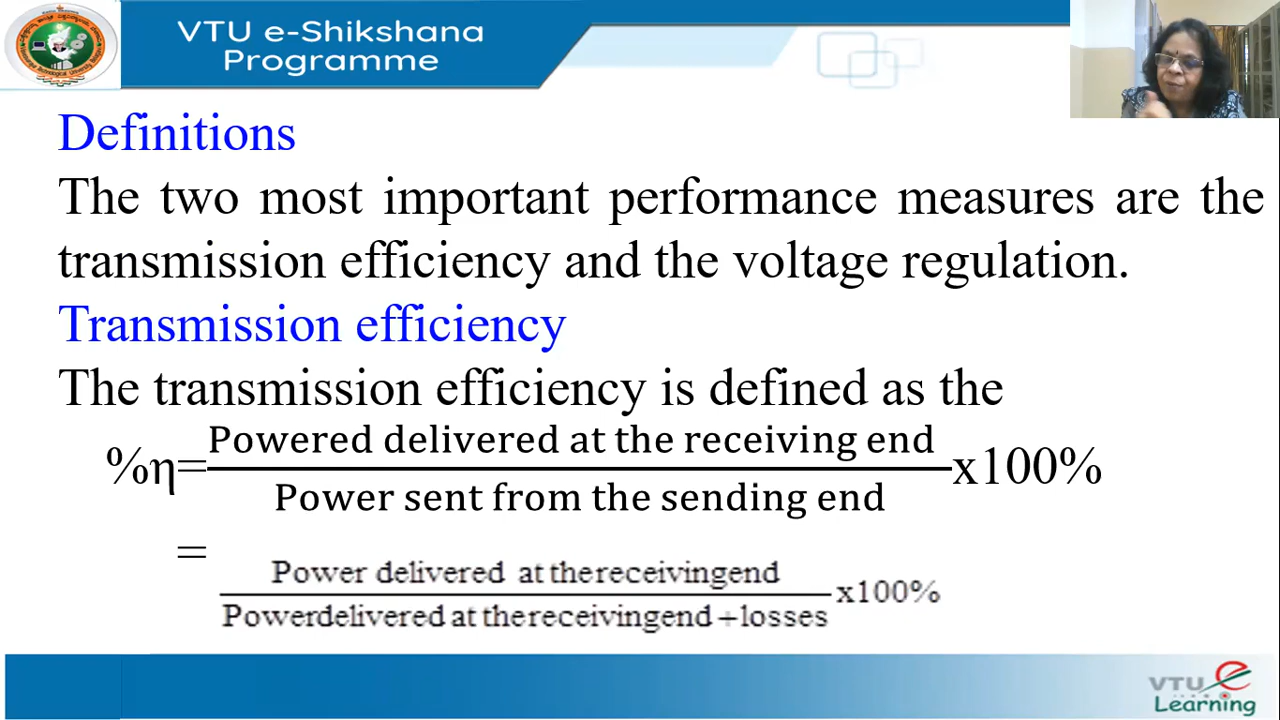 VTU e-Shikshana
Programme
Definitions
The two most important performance measures are the
transmission efficiency and the voltage regulation.
Transmission efficiency
The transmission efficiency is defined as the
%η=Powered delivered at the receiving end
Power sent from the sending end
x100%
=
Power delivered at thereceivingend
Powerdelivered at thereceivingend+losses
x100%
VTU e
Learning